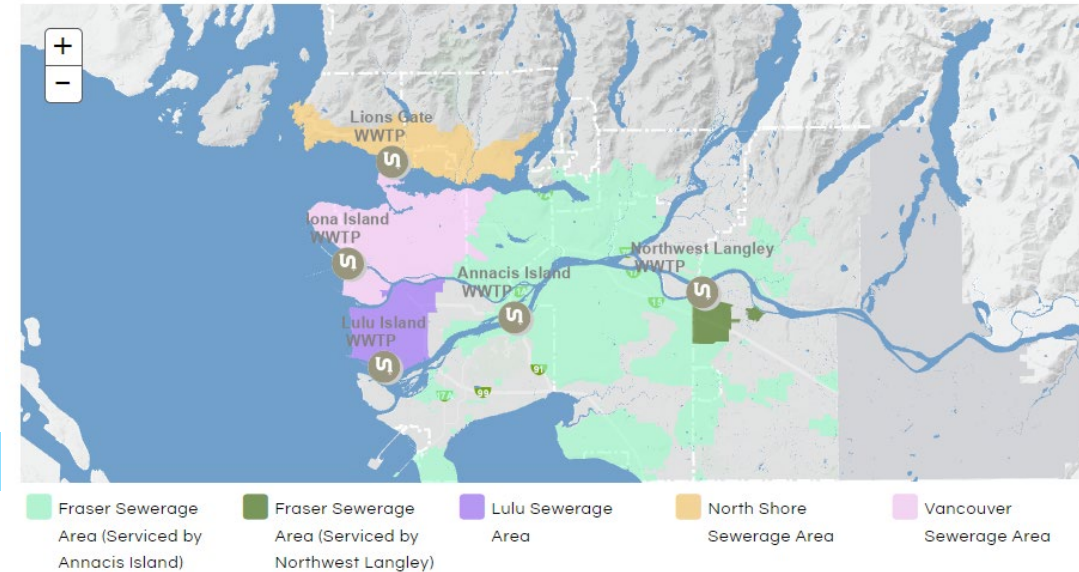 +
−
Lions Gate
WWTP
Iona Island
WWTP
Northwest Langley
WWTP
Annacis Island
WWTP
Lulu Island
WWTP
15
91
99
17A
Fraser Sewerage
Area (Serviced by
Annacis Island)
Fraser Sewerage
Area (Serviced by
Northwest Langley)
Lulu Sewerage
Area
North Shore
Sewerage Area
Vancouver
Sewerage Area